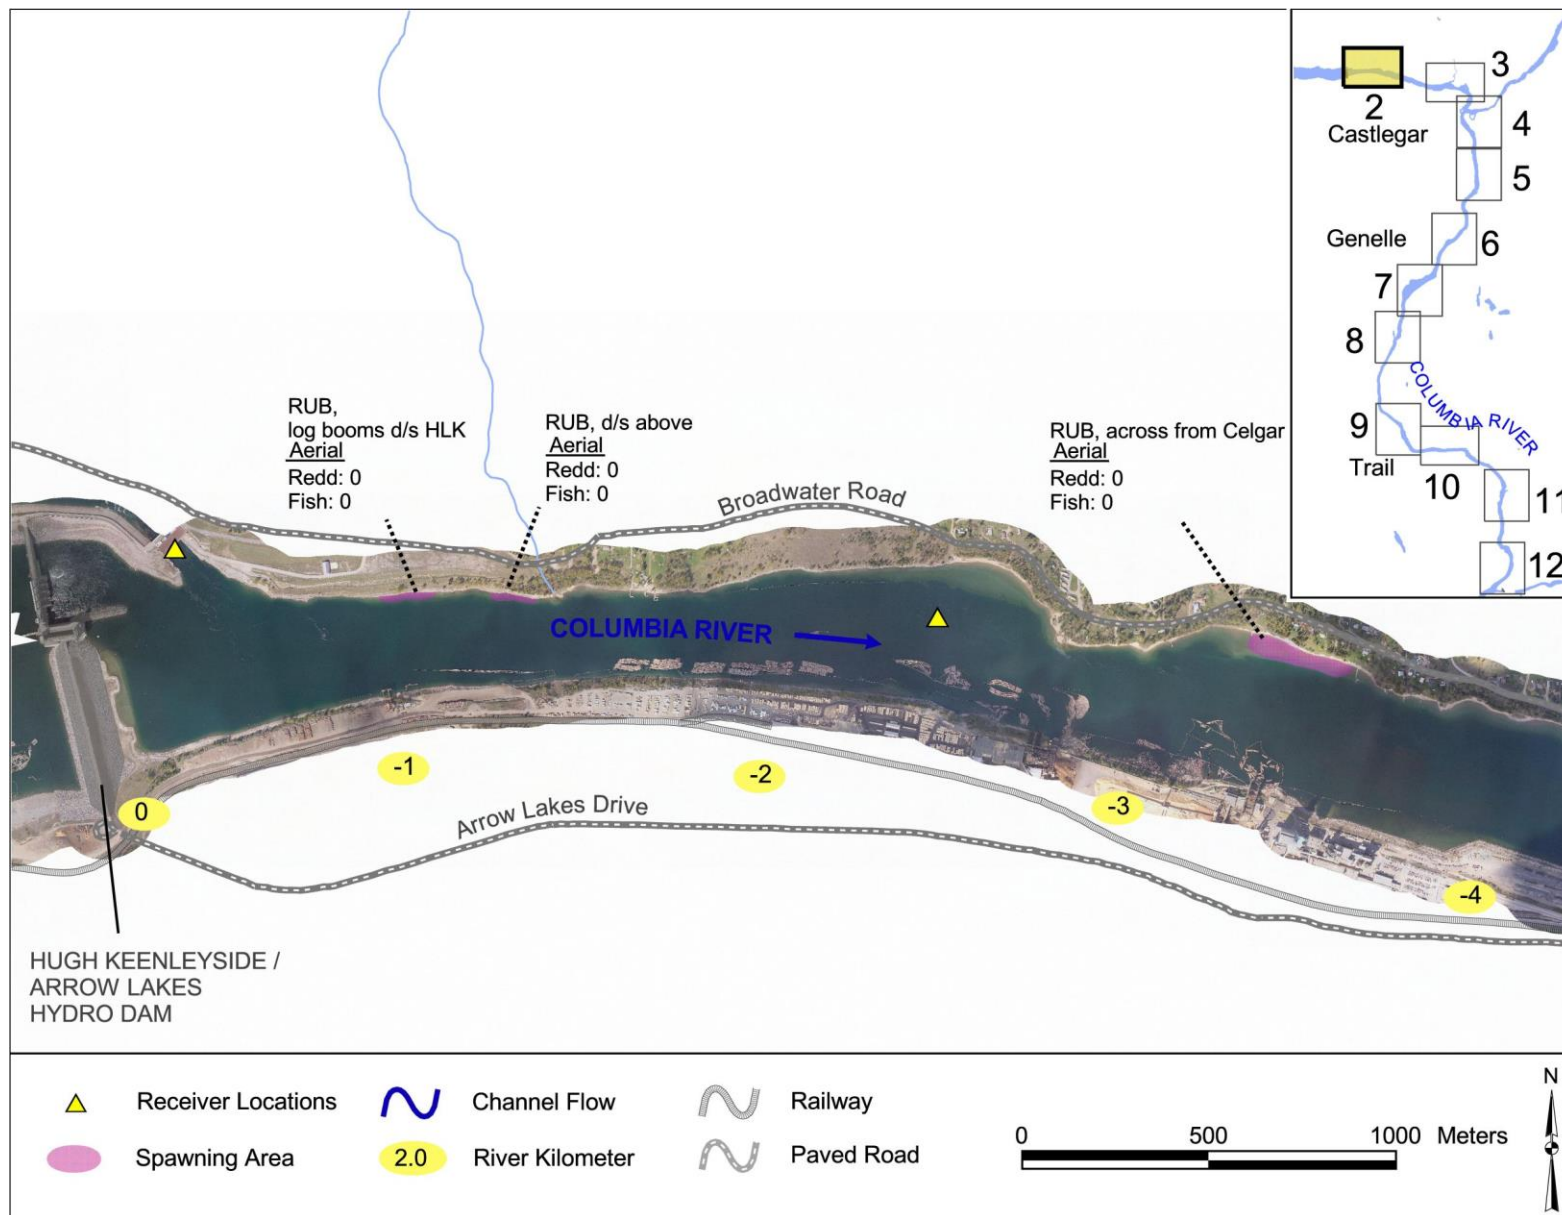 3
2
Castlegar
4
5
Genelle
6
7
8
COLUMBIA RIVER
9
Trail
10
11
12
RUB,
log booms d/s HLK
Aerial
Redd: 0
Fish: 0
RUB, d/s above
Aerial
Redd: 0
Fish: 0
RUB, across from Celgar
Aerial
Redd: 0
Fish: 0
Broadwater Road
COLUMBIA RIVER
-1
-2
0
-3
Arrow Lakes Drive
-4
HUGH KEENLEYSIDE /
ARROW LAKES
HYDRO DAM
Receiver Locations
Channel Flow
Railway
Spawning Area
2.0 River Kilometer
Paved Road
0 500 1000 Meters
N